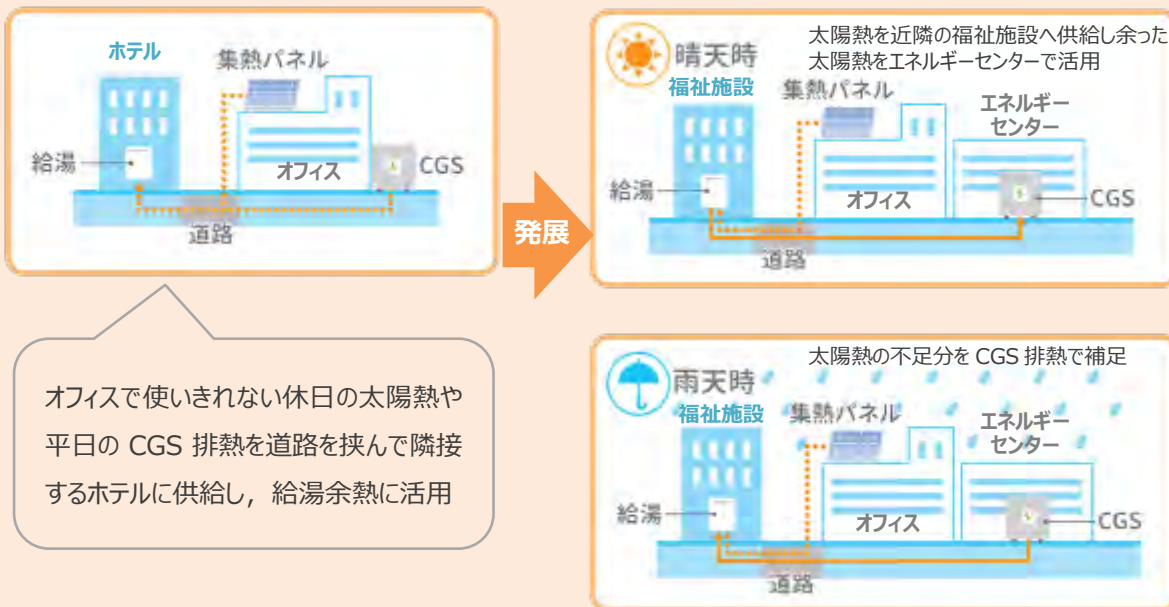 ホテル
集熱パネル
給湯
オフィス
CGS
道路
オフィスで使いきれない休日の太陽熱や
平日の CGS 排熱を道路を挟んで隣接
するホテルに供給し，給湯余熱に活用
発展
太陽熱を近隣の福祉施設へ供給し余った
太陽熱をエネルギーセンターで活用
晴天時
福祉施設
集熱パネル
エネルギー
センター
給湯
オフィス
CGS
道路
太陽熱の不足分を CGS 排熱で補足
雨天時
福祉施設
集熱パネル
エネルギー
センター
給湯
オフィス
CGS
道路